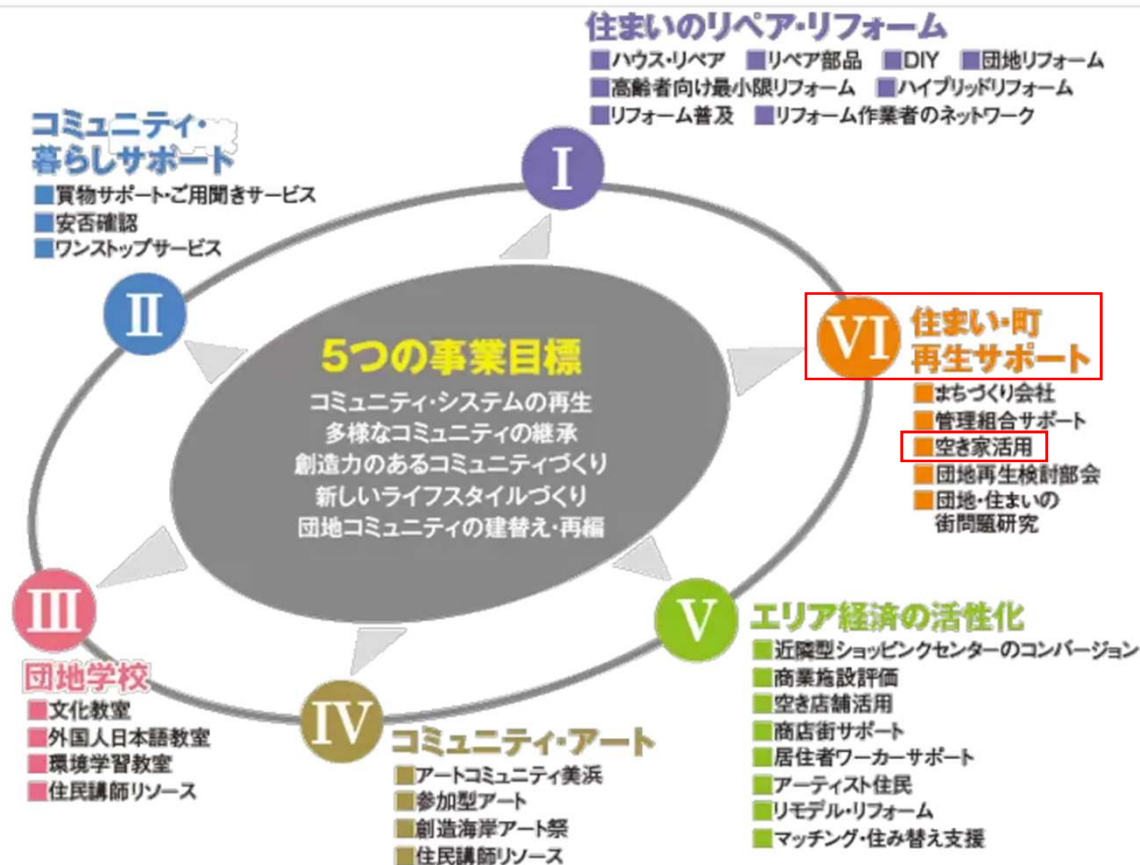 住まいのリペア・リフォーム
■ハウス・リペア ■リペア部品 ■DIY ■団地リフォーム
■高齢者向け最小限リフォーム ■ハイブリッドリフォーム
■リフォーム普及 ■リフォーム作業者のネットワーク
I
コミュニティ・
暮らしサポート
■買物サポート・ご用聞きサービス
■安否確認
■ワンストップサービス
II
5つの事業目標
コミュニティ・システムの再生
多様なコミュニティの継承
創造力のあるコミュニティづくり
新しいライフスタイルづくり
団地コミュニティの建替え・再編
VI
住まい・町
再生サポート
■まちづくり会社
■管理組合サポート
■空き家活用
■団地再生検討部会
■団地・住まいの
街問題研究
III
団地学校
■文化教室
■外国人日本語教室
■環境学習教室
■住民講師リソース
IV
コミュニティ・アート
■アートコミュニティ美浜
■参加型アート
■創造海岸アート祭
■住民講師リソース
V
エリア経済の活性化
■近隣型ショッピンクセンターのコンバージョン
■商業施設評価
■空き店舗活用
■商店街サポート
■居住者ワーカーサポート
■アーティスト住民
■リモデル・リフォーム
■マッチング・住み替え支援